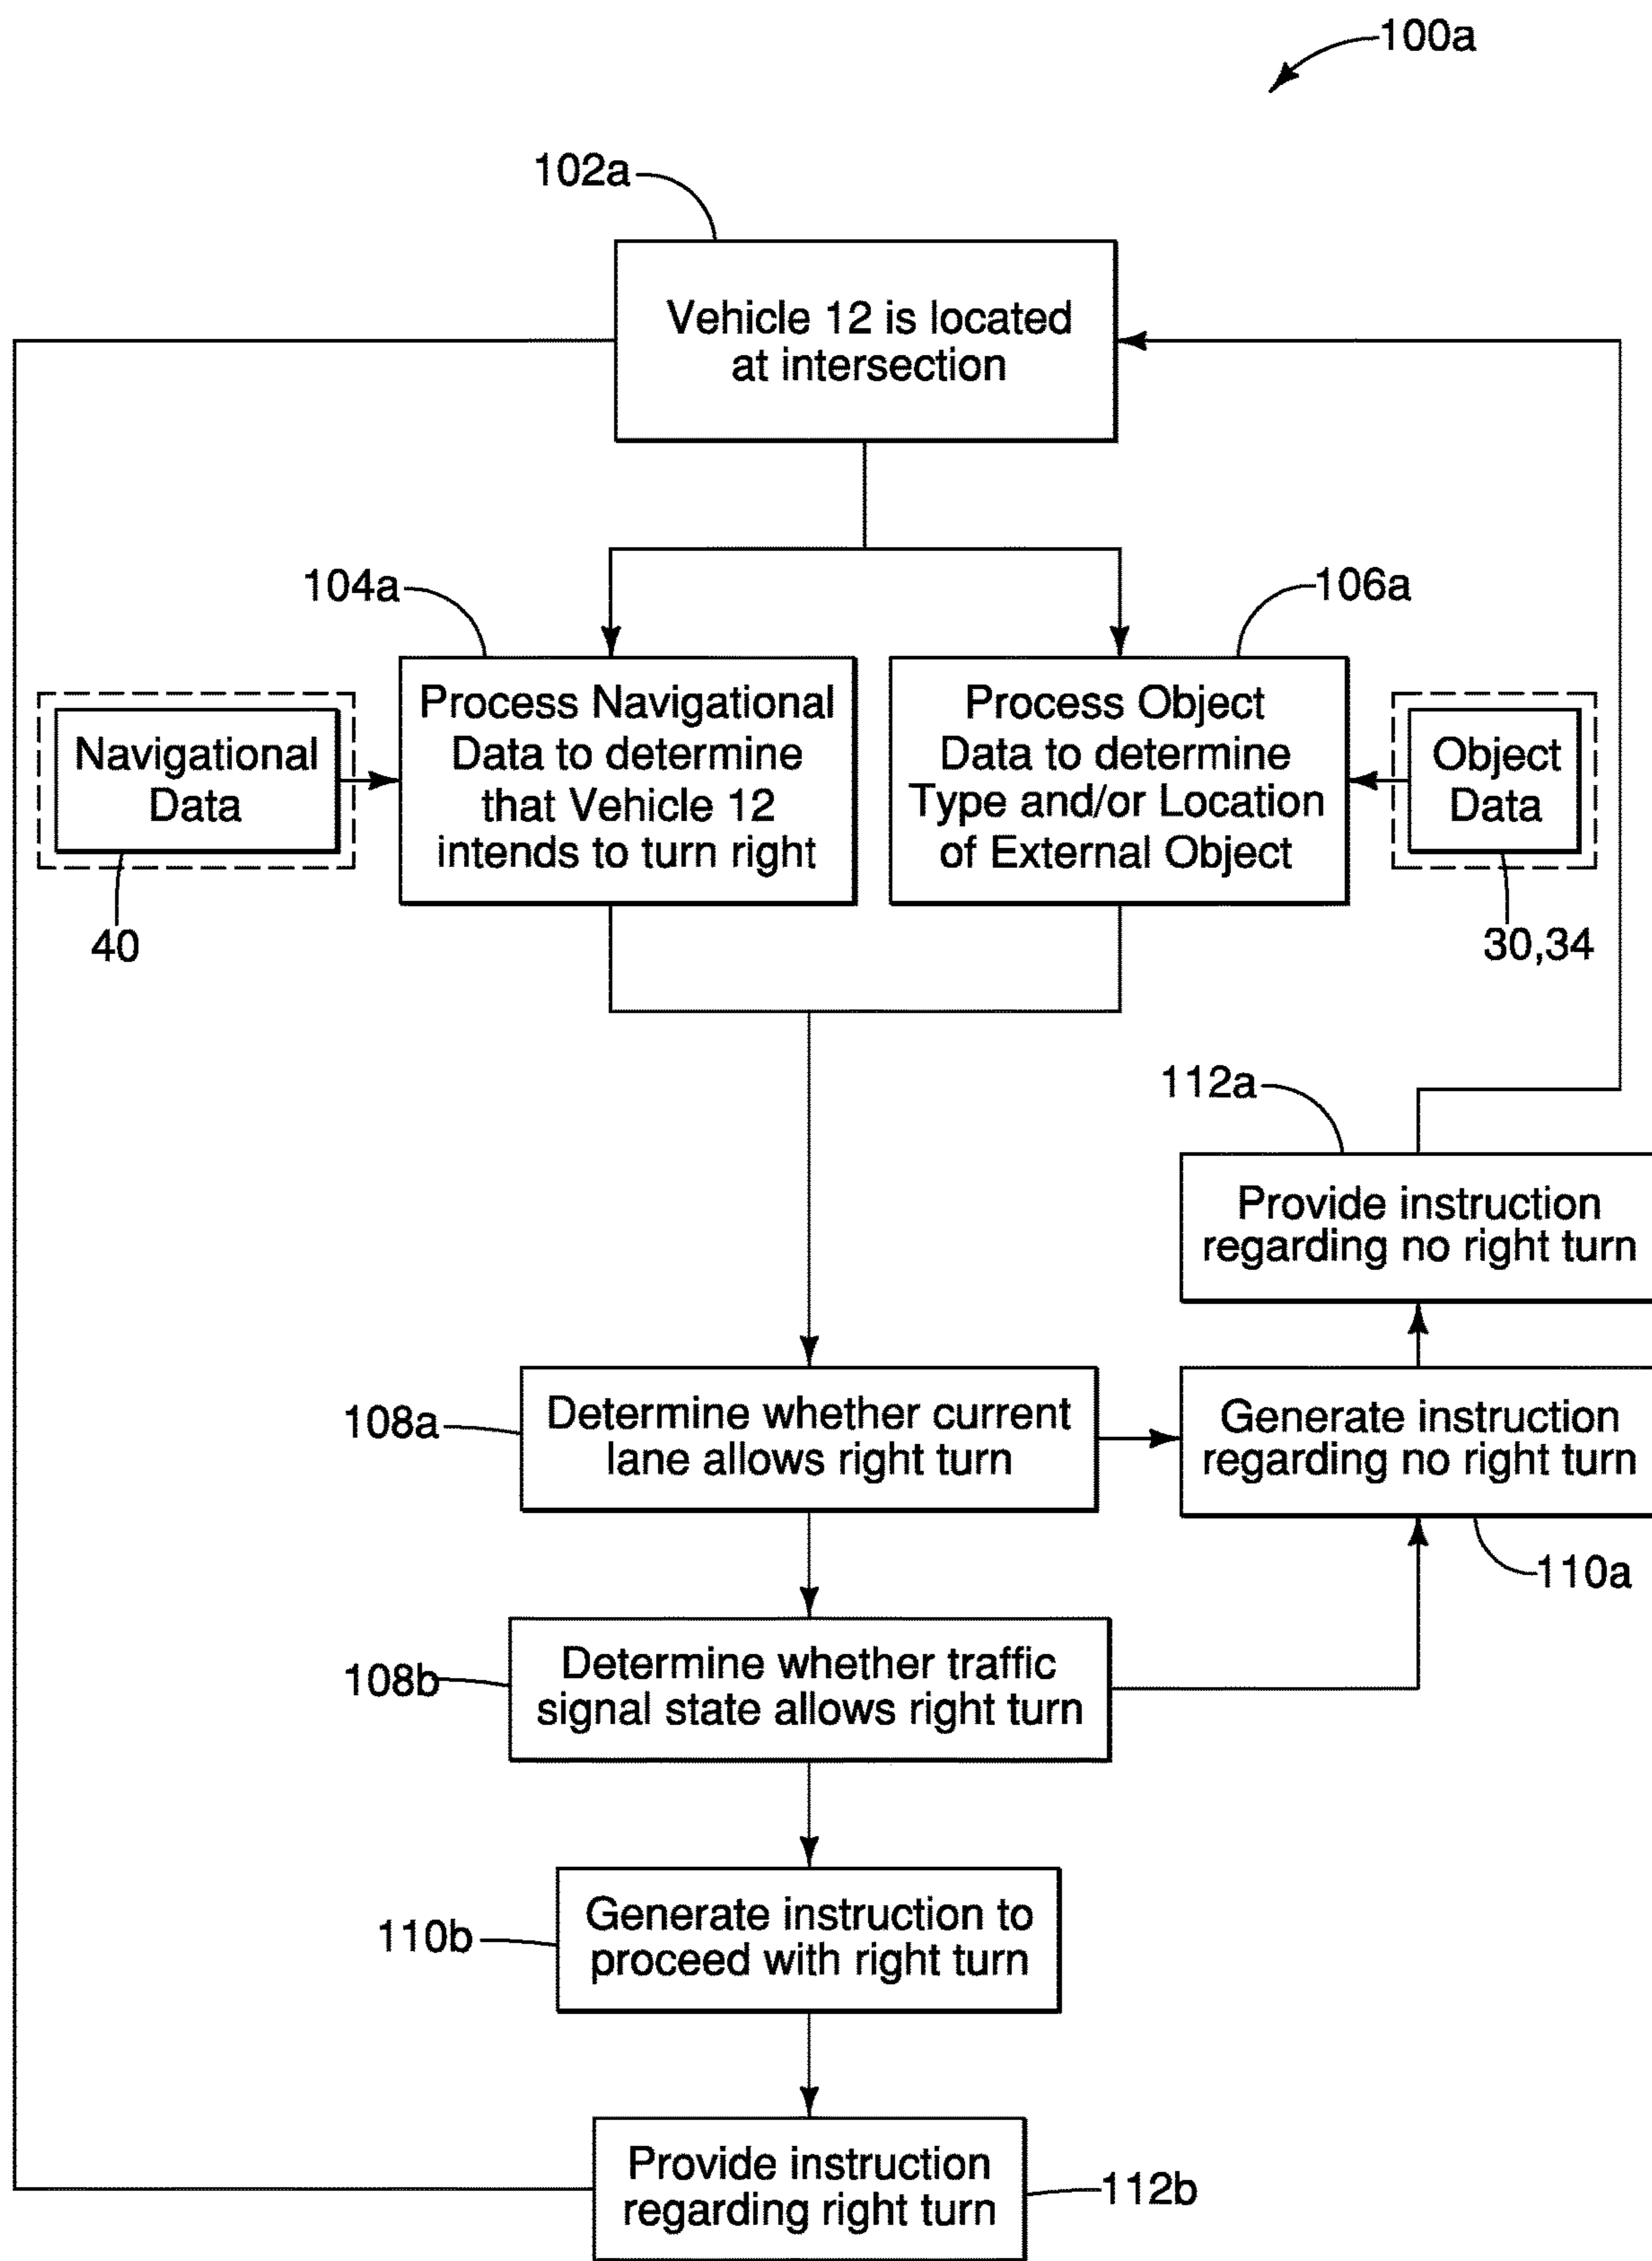 100a
102a
Vehicle 12 is located
at intersection
104a
106a
Navigational
Data
Process Navigational
Data to determine
that Vehicle 12
intends to turn right
Process Object
Data to determine
Type and/or Location
of External Object
Object
Data
40
30,34
112a
Provide instruction
regarding no right turn
108a
Determine whether current
lane allows right turn
Generate instruction
regarding no right turn
110a
108b
Determine whether traffic
signal state allows right turn
110b
Generate instruction to
proceed with right turn
Provide instruction
regarding right turn
112b